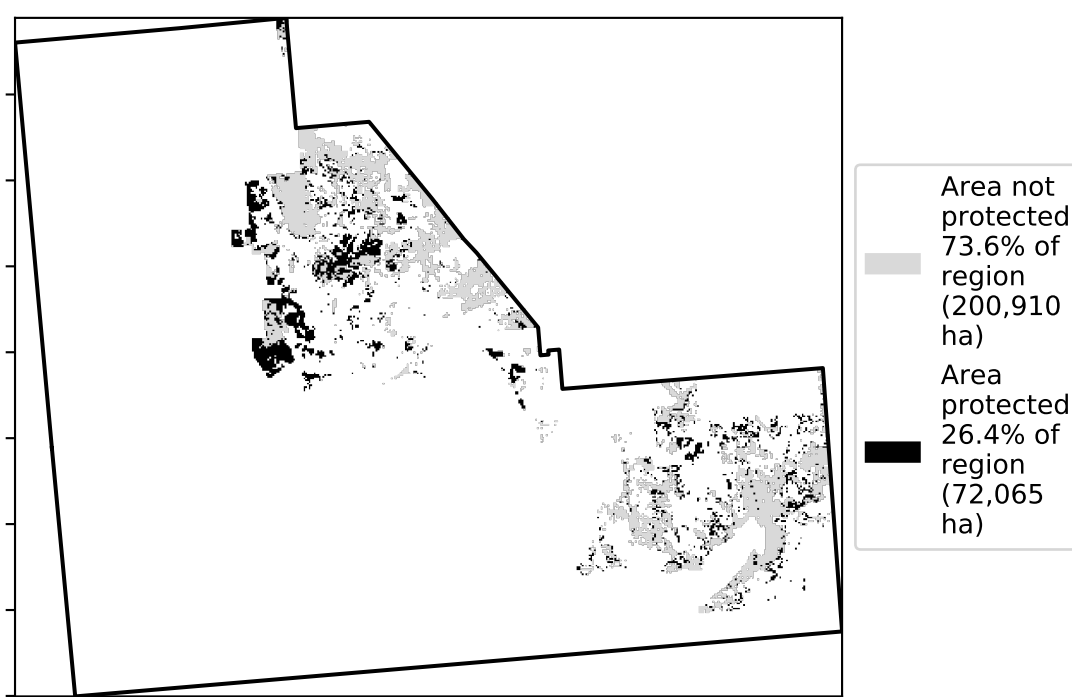 Area not
protected
73.6% of
region
(200,910
ha)
Area
protected
26.4% of
region
(72,065
ha)